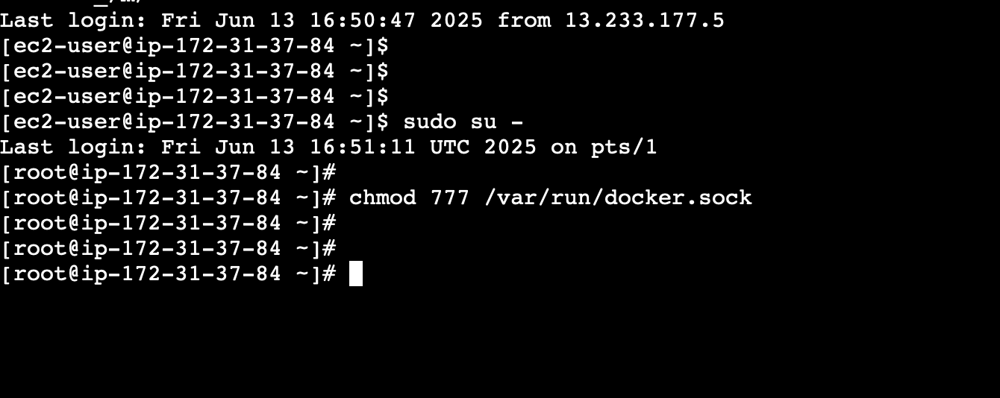 Last login: Fri Jun 13 16:50:47 2025 from 13.233.177.5
[ec2-user@ip-172-31-37-84 ~]$
[ec2-user@ip-172-31-37-84 ~]$
[ec2-user@ip-172-31-37-84 ~]$
[ec2-user@ip-172-31-37-84 ~]$ sudo su -
Last login: Fri Jun 13 16:51:11 UTC 2025 on pts/1
[root@ip-172-31-37-84 ~]#
[root@ip-172-31-37-84 ~]# chmod 777 /var/run/docker.sock
[root@ip-172-31-37-84 ~]#
[root@ip-172-31-37-84 ~]#
[root@ip-172-31-37-84 ~]#